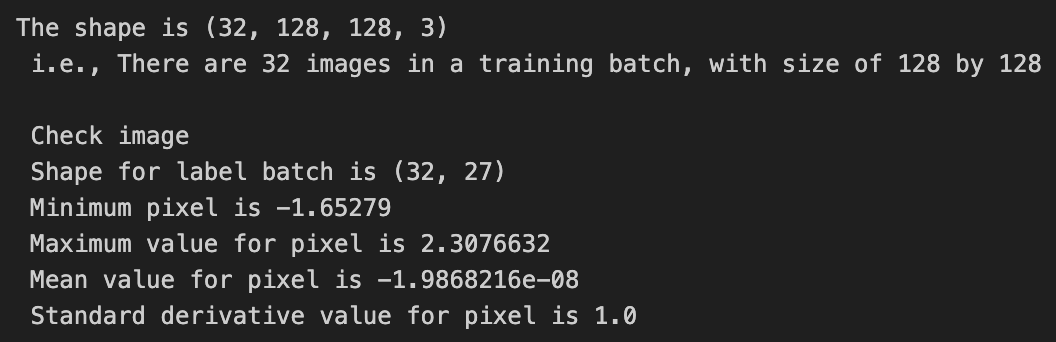 The shape is (32, 128, 128, 3)
i.e., There are 32 images in a training batch, with size of 128 by 128
Check image
Shape for label batch is (32, 27)
Minimum pixel is -1.65279
Maximum value for pixel is 2.3076632
Mean value for pixel is -1.9868216e-08
Standard derivative value for pixel is 1.0